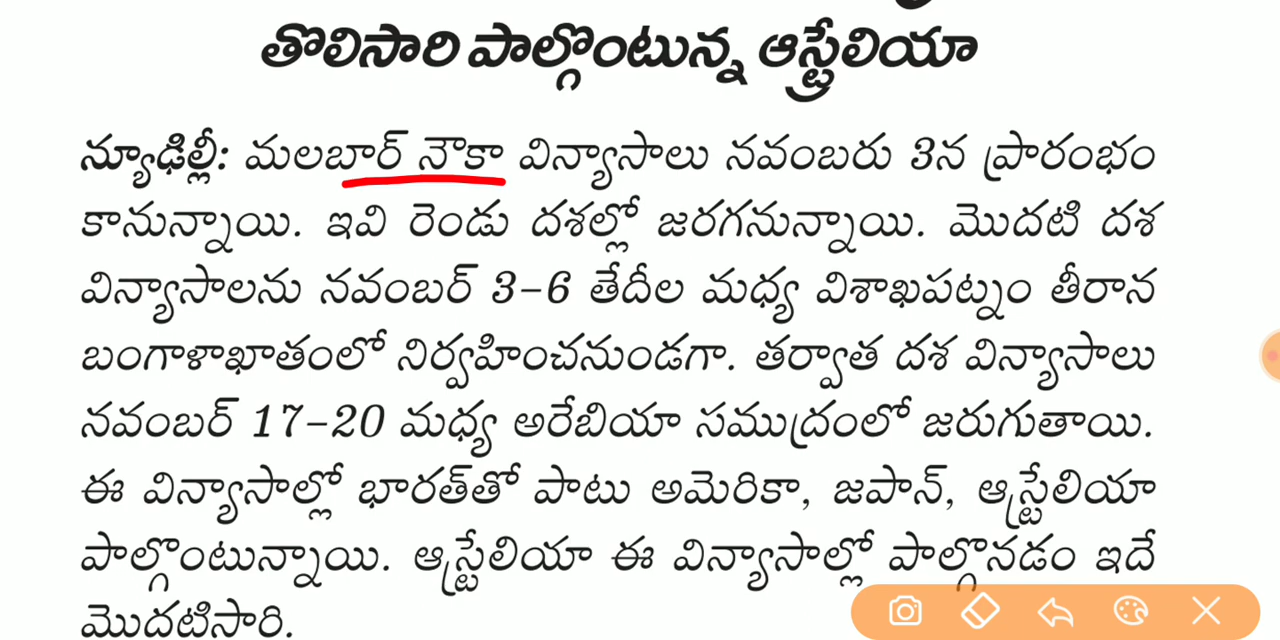 తొలిసారి పాల్గొంటున్న ఆస్ట్రేలియా
న్యూఢిల్లీ: మలబార్ నౌకా విన్యాసాలు నవంబరు 3న ప్రారంభం
కానున్నాయి. ఇవి రెండు దశల్లో జరగనున్నాయి. మొదటి దశ
విన్యాసాలను నవంబర్ 3-6 తేదీల మధ్య విశాఖపట్నం తీరాన
బంగాళాఖాతంలో నిర్వహించనుండగా. తర్వాత దశ విన్యాసాలు
నవంబర్ 17-20 మధ్య అరేబియా సముద్రంలో జరుగుతాయి.
ఈ విన్యాసాల్లో భారత్‌తో పాటు అమెరికా, జపాన్, ఆస్ట్రేలియా
పాల్గొంటున్నాయి. ఆస్ట్రేలియా ఈ విన్యాసాల్లో పాల్గొనడం ఇదే
మొదటిసారి.